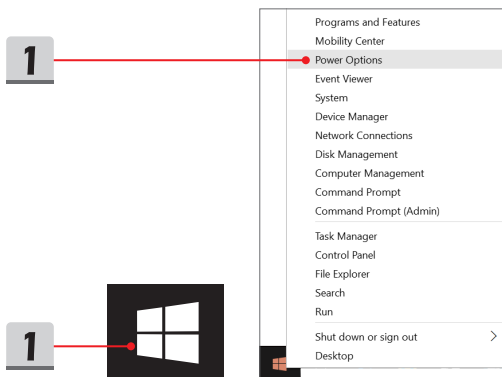 1
Programs and Features
Mobility Center
Power Options
Event Viewer
System
Device Manager
Network Connections
Disk Management
Computer Management
Command Prompt
Command Prompt (Admin)
Task Manager
Control Panel
File Explorer
Search
Run
Shut down or sign out
Desktop
1